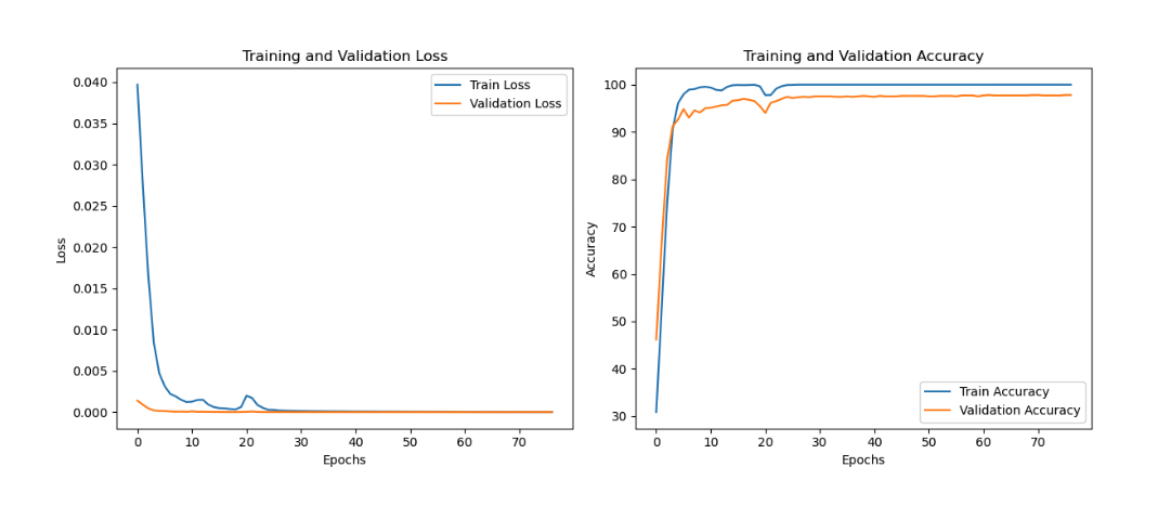 Training and Validation Loss
0.040
0.035
0.030
0.025
0.020
0.015
0.010
0.005
0.000
Loss
Train Loss
Validation Loss
0 10 20 30 40 50 60 70
Epochs
Training and Validation Accuracy
100
90
80
70
60
50
40
30
Accuracy
Train Accuracy
Validation Accuracy
0 10 20 30 40 50 60 70
Epochs